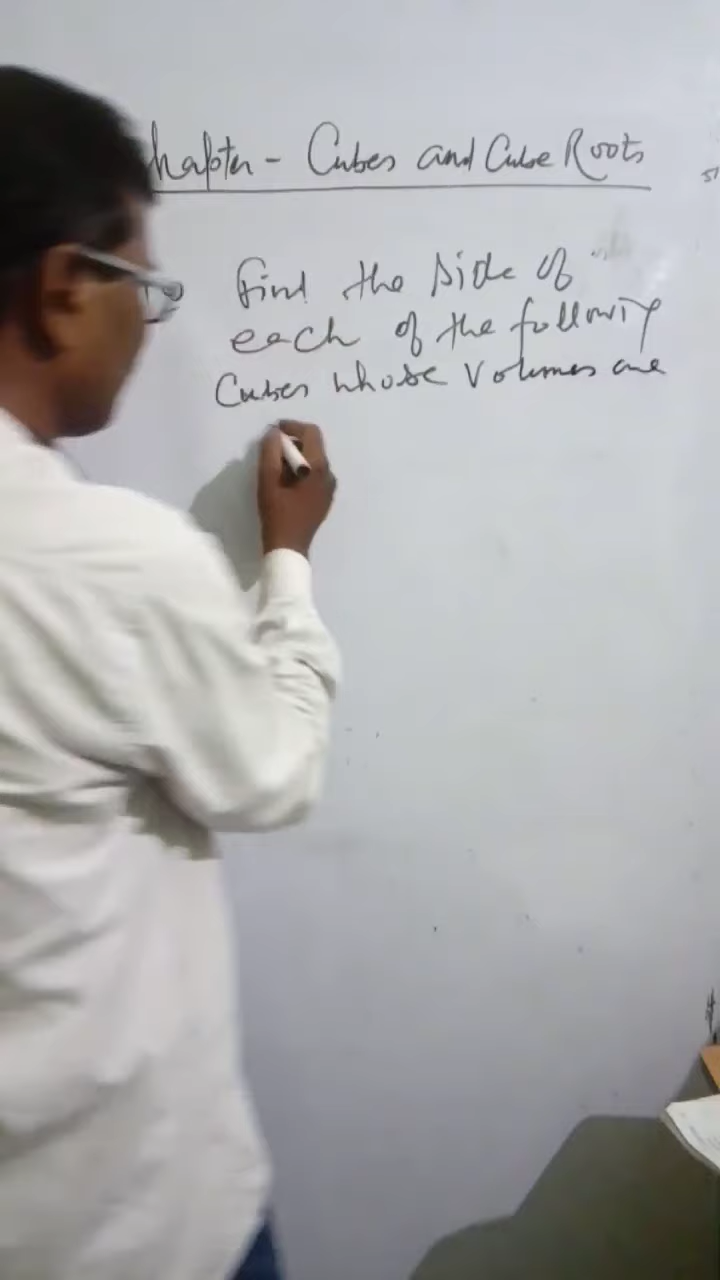 hapter - Cubes and Cube Roots
Find the side of
each of the following
Cubes whose Volumes are